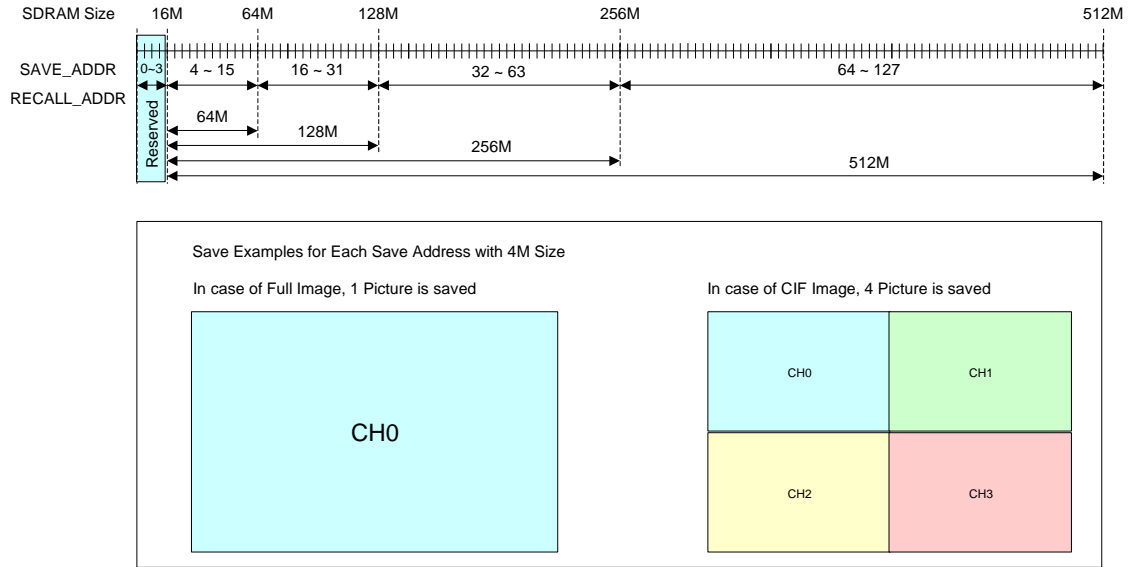 SDRAM Size 16M 64M 128M 256M 512M
SAVE_ADDR 0~3 4 ~ 15 16 ~ 31 32 ~ 63 64 ~ 127
RECALL_ADDR
Reserved
64M
128M
256M
512M
Save Examples for Each Save Address with 4M Size
In case of Full Image, 1 Picture is saved
In case of CIF Image, 4 Picture is saved
CH0
CH0 CH1
CH2 CH3